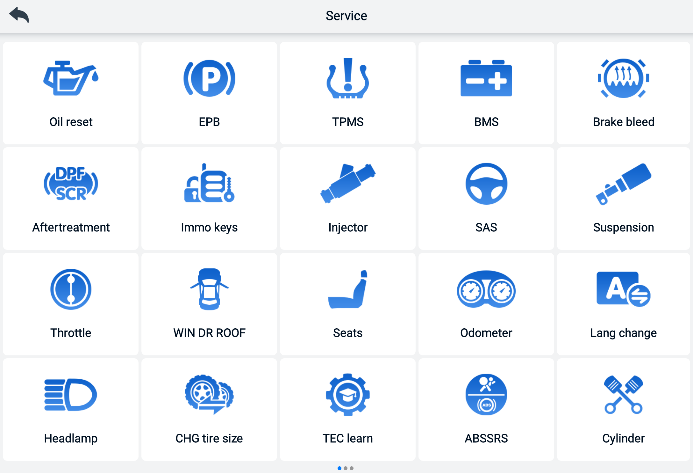 Service
Oil reset
EPB
TPMS
BMS
Brake bleed
DPF
SCR
Aftertreatment
Immo keys
Injector
SAS
Suspension
Throttle
WIN DR ROOF
Seats
Odometer
A
Lang change
Headlamp
CHG tire size
TEC learn
ABSSRS
Cylinder